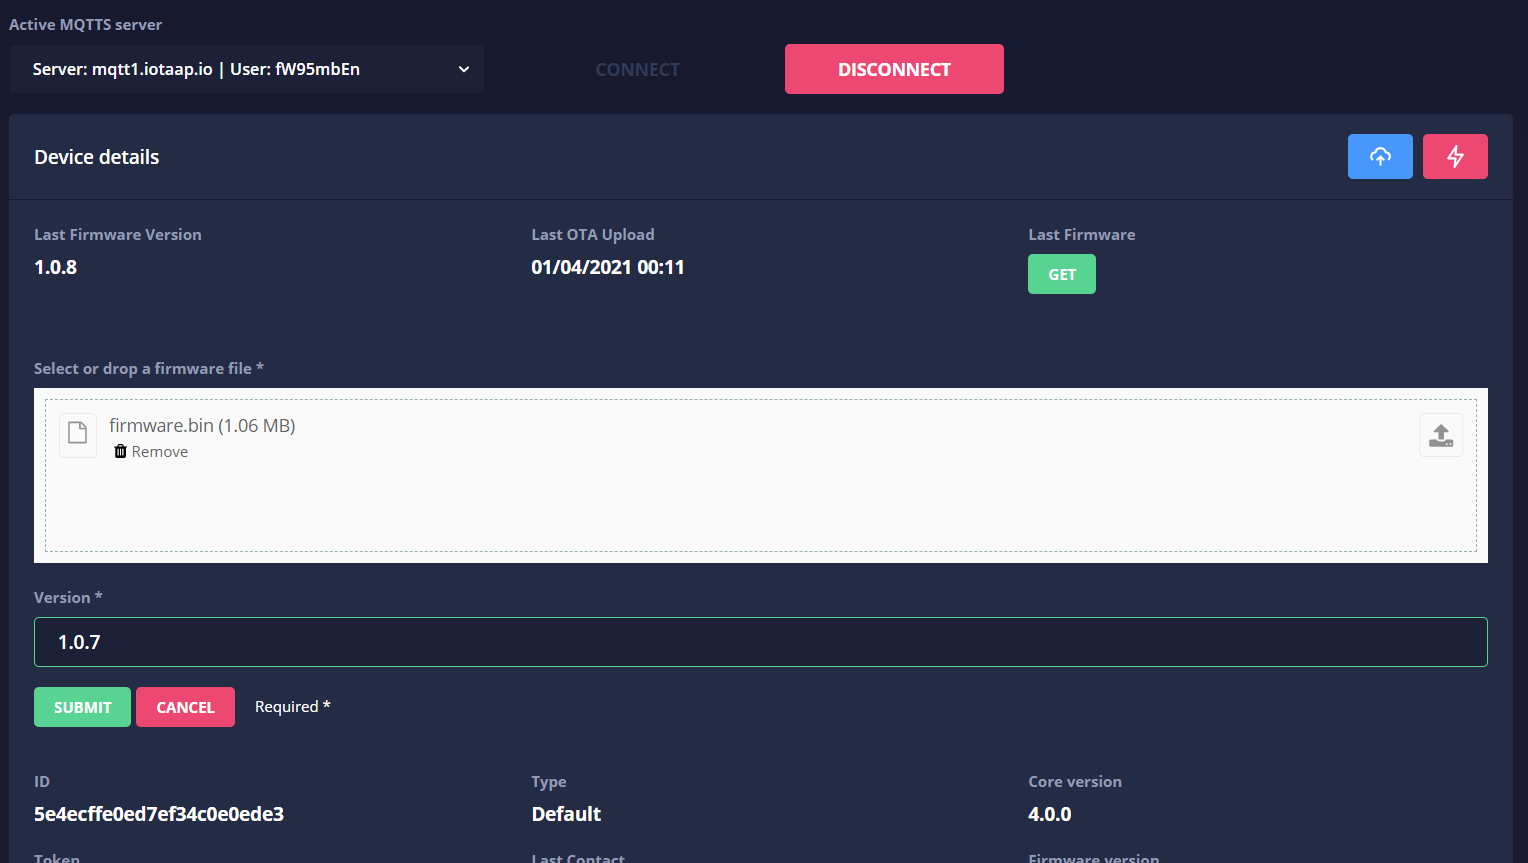 Active MQTTS server
Server: mqtt1.iotaap.io | User: fW95mbEn
CONNECT
DISCONNECT
Device details
Last Firmware Version
Last OTA Upload
Last Firmware
1.0.8
01/04/2021 00:11
GET
Select or drop a firmware file *
firmware.bin (1.06 MB)
Remove
Version *
1.0.7
SUBMIT
CANCEL
Required *
ID
Type
Core version
5e4ecffe0ed7ef34c0e0ede3
Default
4.0.0
Token
Last Contact
Firmware version